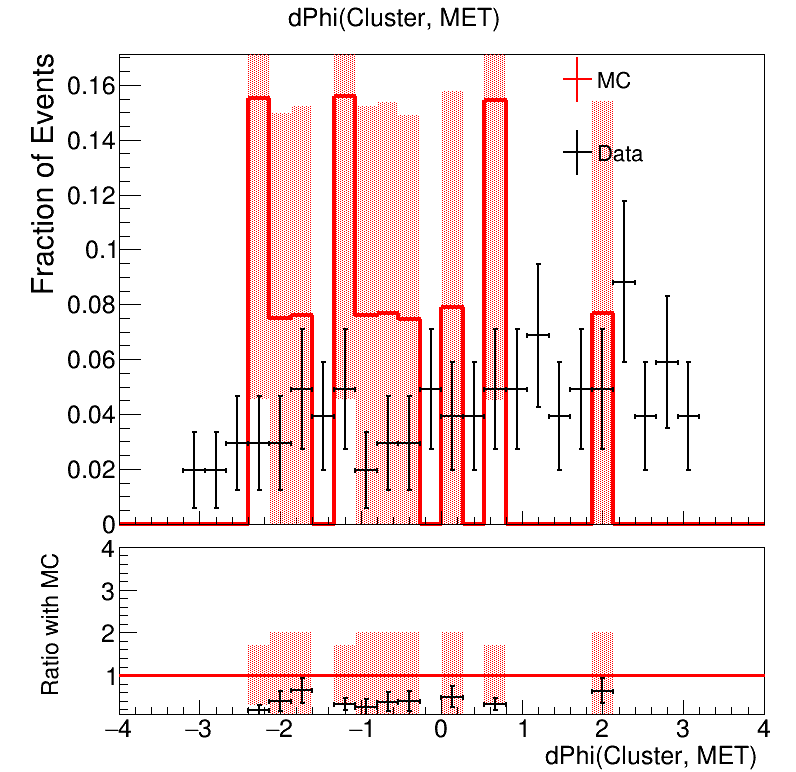 dPhi(Cluster, MET)
Fraction of Events
0.16
0.14
0.12
0.1
0.08
0.06
0.04
0.02
0
MC
Data
Ratio with MC
4
3
2
1
−4 −3 −2 −1 0 1 2 3 4
dPhi(Cluster, MET)